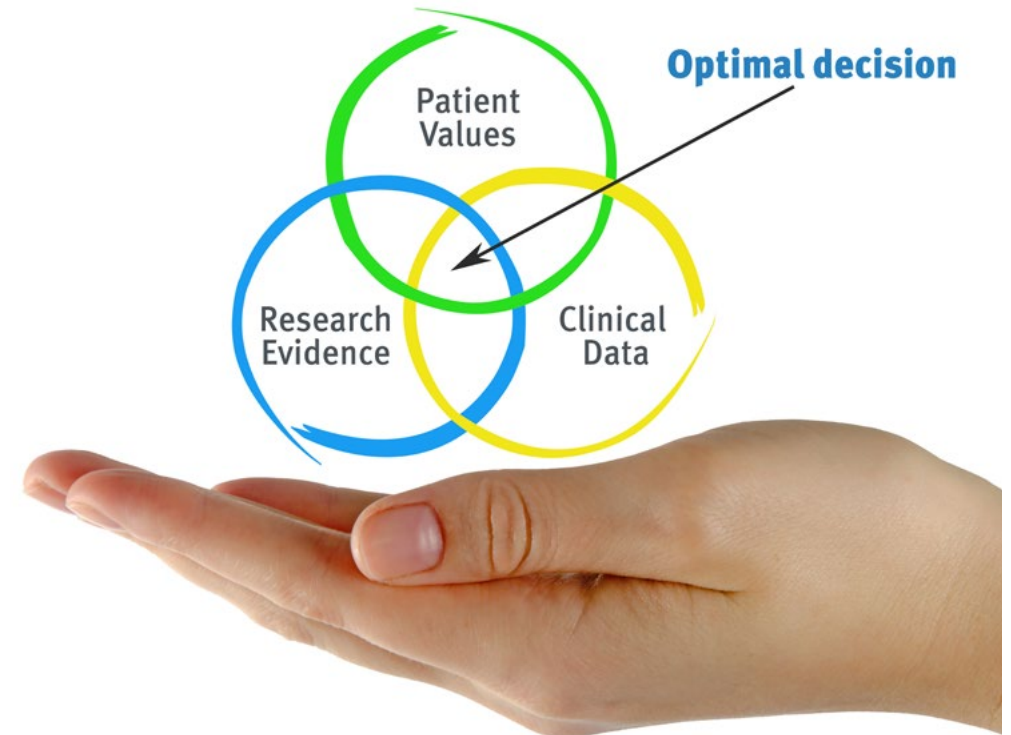 Optimal decision
Patient
Values
Research
Evidence
Clinical
Data